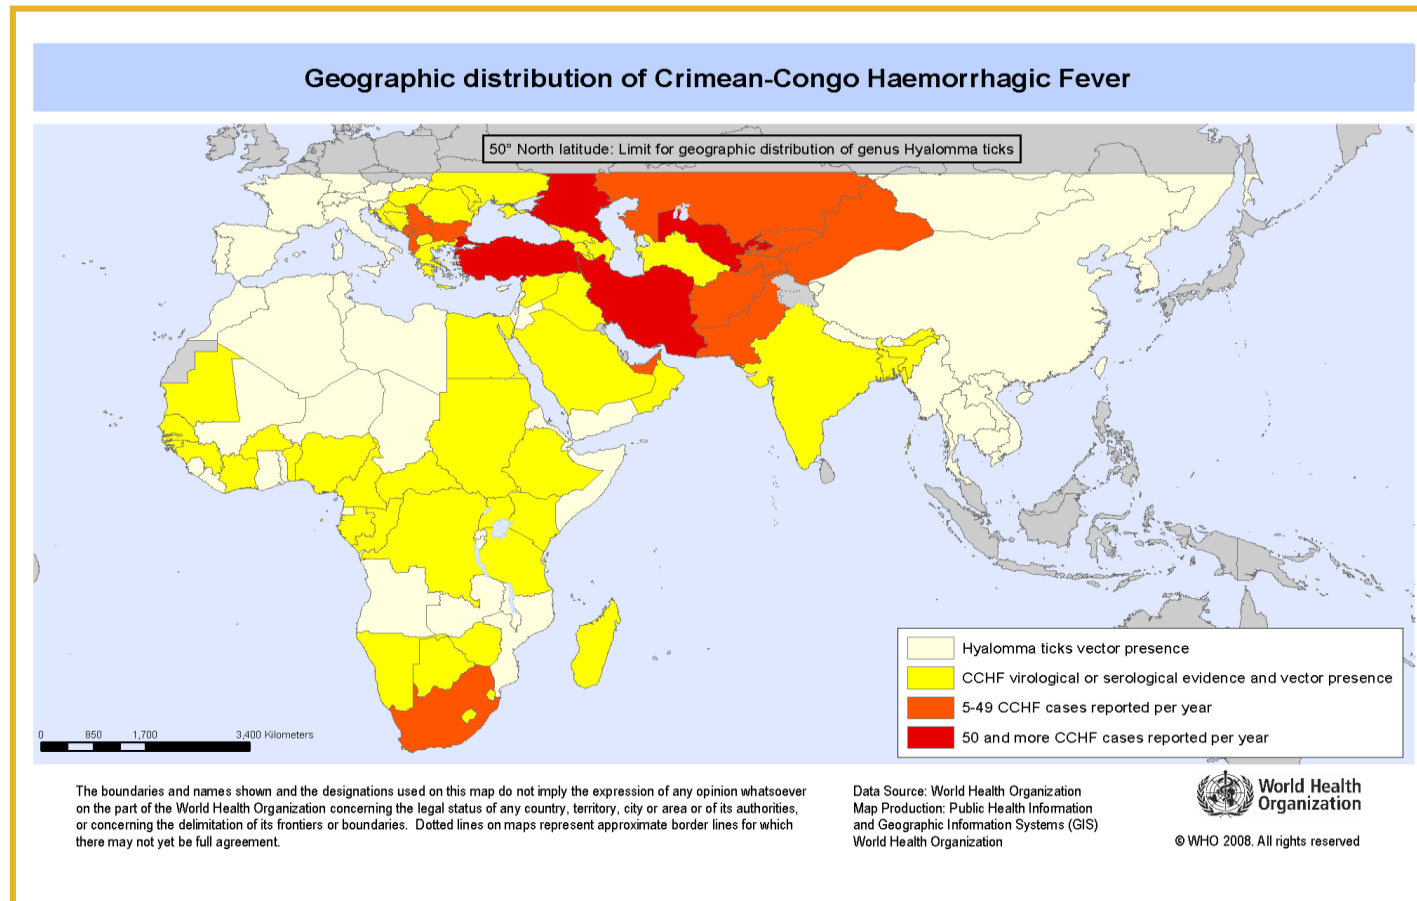 Geographic distribution of Crimean-Congo Haemorrhagic Fever
50° North latitude: Limit for geographic distribution of genus Hyalomma ticks
Hyalomma ticks vector presence
CCHF virological or serological evidence and vector presence
5-49 CCHF cases reported per year
50 and more CCHF cases reported per year
0 850 1,700 3,400 Kilometers
The boundaries and names shown and the designations used on this map do not imply the expression of any opinion whatsoever
on the part of the World Health Organization concerning the legal status of any country, territory, city or area or of its authorities,
or concerning the delimitation of its frontiers or boundaries. Dotted lines on maps represent approximate border lines for which
there may not yet be full agreement.
Data Source: World Health Organization
Map Production: Public Health Information
and Geographic Information Systems (GIS)
World Health Organization
World Health
Organization
© WHO 2008. All rights reserved